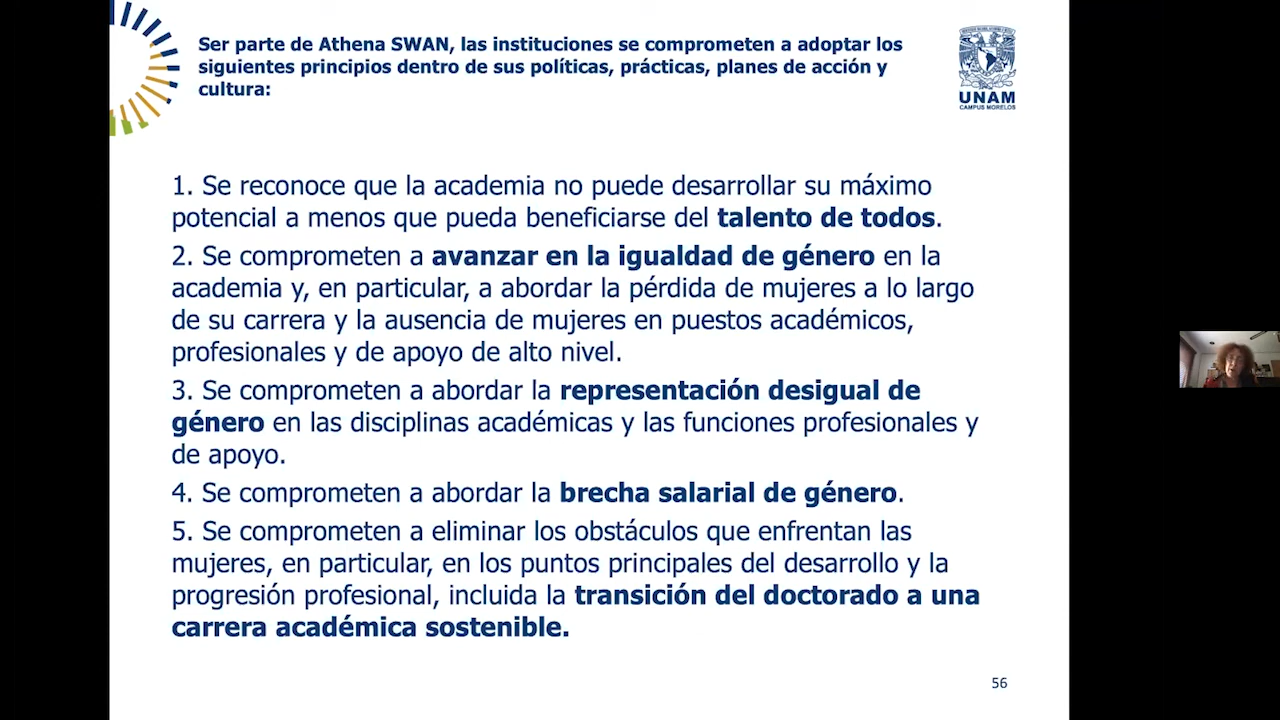 Ser parte de Athena SWAN, las instituciones se comprometen a adoptar los
siguientes principios dentro de sus políticas, prácticas, planes de acción y
cultura:
UNAM
CAMPUS MORELOS
1. Se reconoce que la academia no puede desarrollar su máximo
potencial a menos que pueda beneficiarse del talento de todos.
2. Se comprometen a avanzar en la igualdad de género en la
academia y, en particular, a abordar la pérdida de mujeres a lo largo
de su carrera y la ausencia de mujeres en puestos académicos,
profesionales y de apoyo de alto nivel.
3. Se comprometen a abordar la representación desigual de
género en las disciplinas académicas y las funciones profesionales y
de apoyo.
4. Se comprometen a abordar la brecha salarial de género.
5. Se comprometen a eliminar los obstáculos que enfrentan las
mujeres, en particular, en los puntos principales del desarrollo y la
progresión profesional, incluida la transición del doctorado a una
carrera académica sostenible.
56